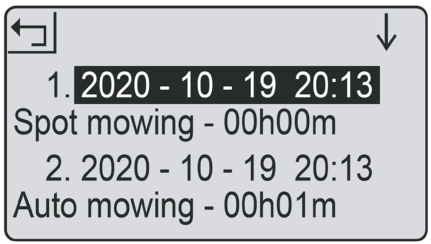 1. 2020 - 10 - 19 20:13
Spot mowing - 00h00m
2. 2020 - 10 - 19 20:13
Auto mowing - 00h01m